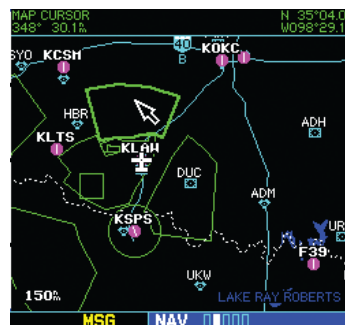 MAP CURSOR
348° 30.1nm
N 35°04.0
W098°29.1
40
SYO KCSM
KOKC
B
HBR
ADH
KLTS
KLAW
DUC
ADM
KSPS
UR
F39
UKW
150nm
LAKE RAY ROBERTS
MSG NAV